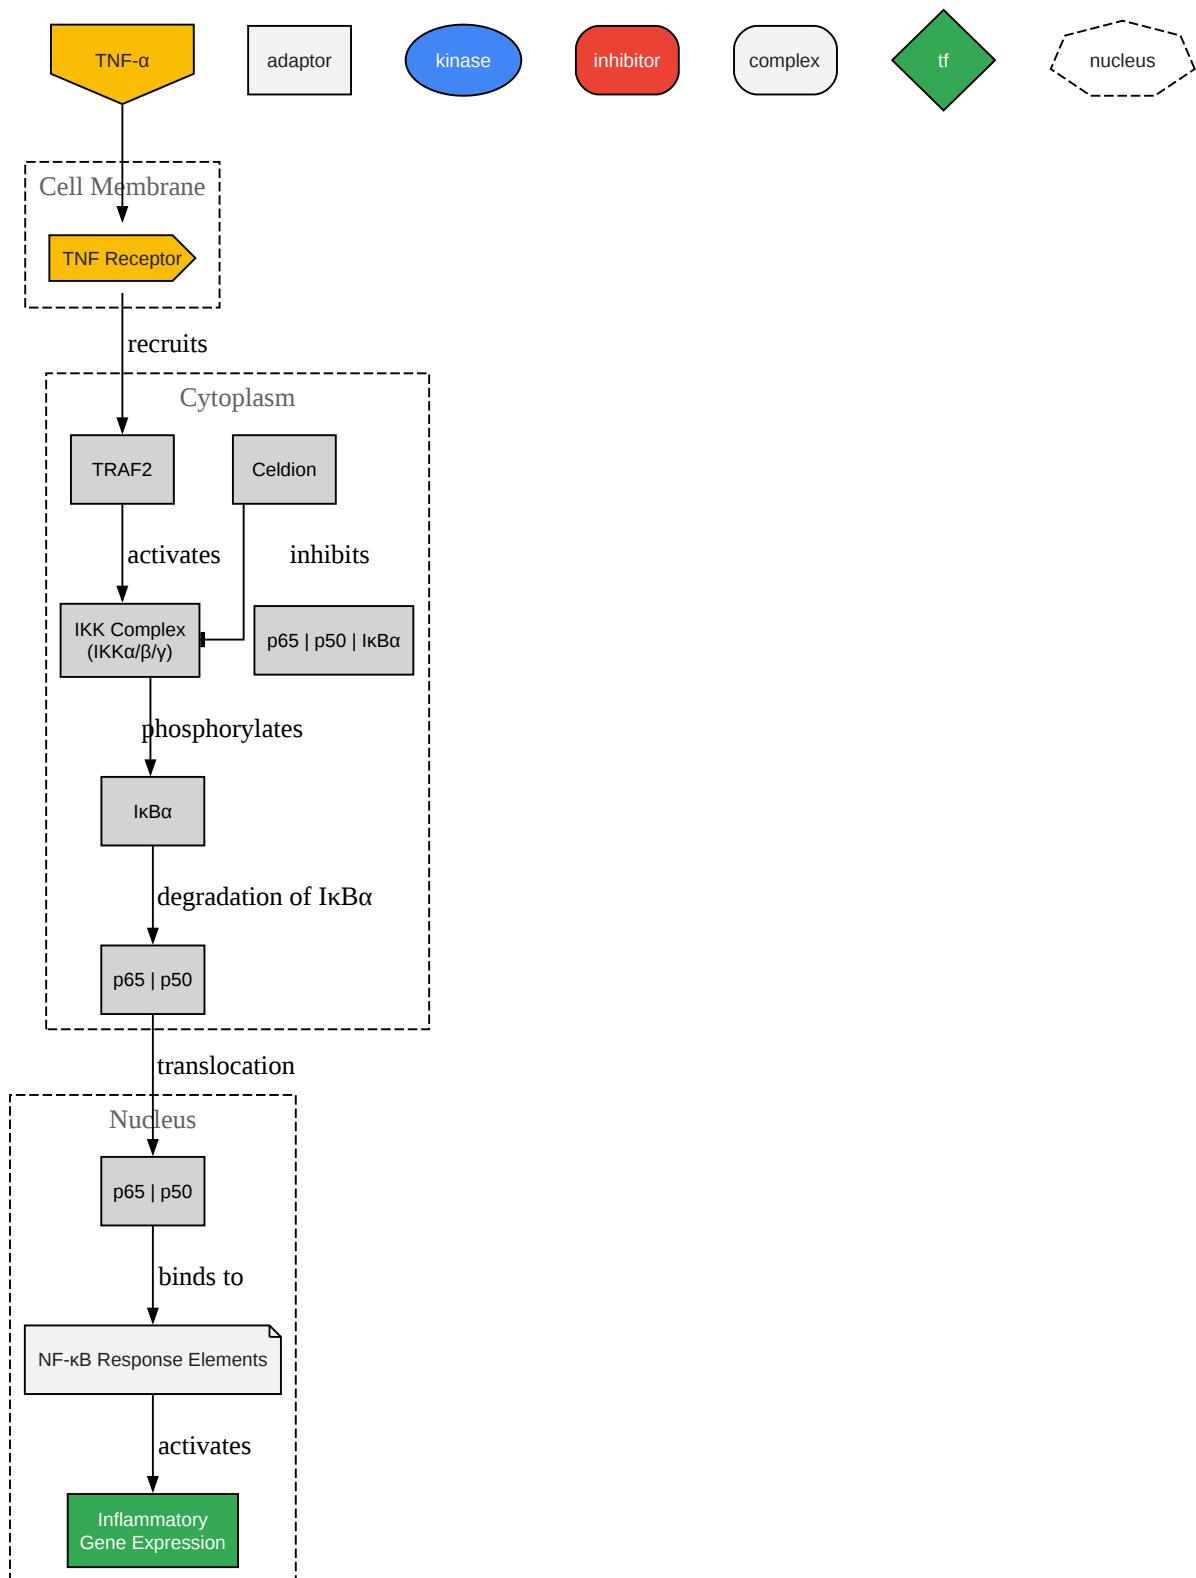 TNF-α
adaptor
kinase
inhibitor
complex
tf
nucleus
Cell Membrane
TNF Receptor
recruits
Cytoplasm
TRAF2
Celdion
activates
inhibits
IKK Complex
(IKKα/β/γ)
p65 | p50 | IκBα
phosphorylates
IκBα
degradation of IκBα
p65 | p50
translocation
Nucleus
p65 | p50
binds to
NF-κB Response Elements
activates
Inflammatory
Gene Expression